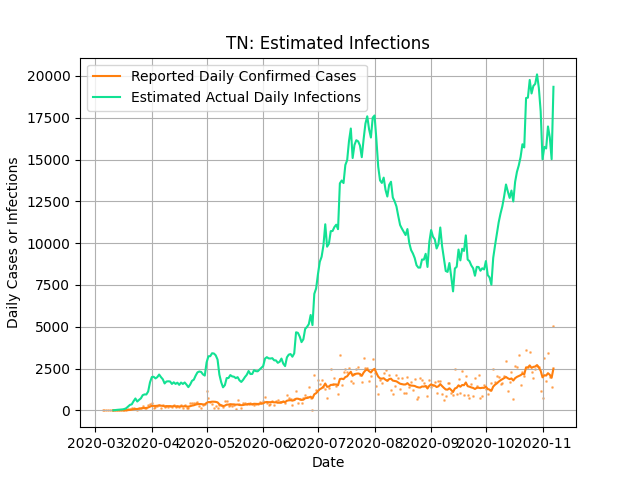 TN: Estimated Infections
Reported Daily Confirmed Cases
Estimated Actual Daily Infections
Daily Cases or Infections
20000
17500
15000
12500
10000
7500
5000
2500
0
2020-03 2020-04 2020-05 2020-06 2020-07 2020-08 2020-09 2020-10 2020-11
Date